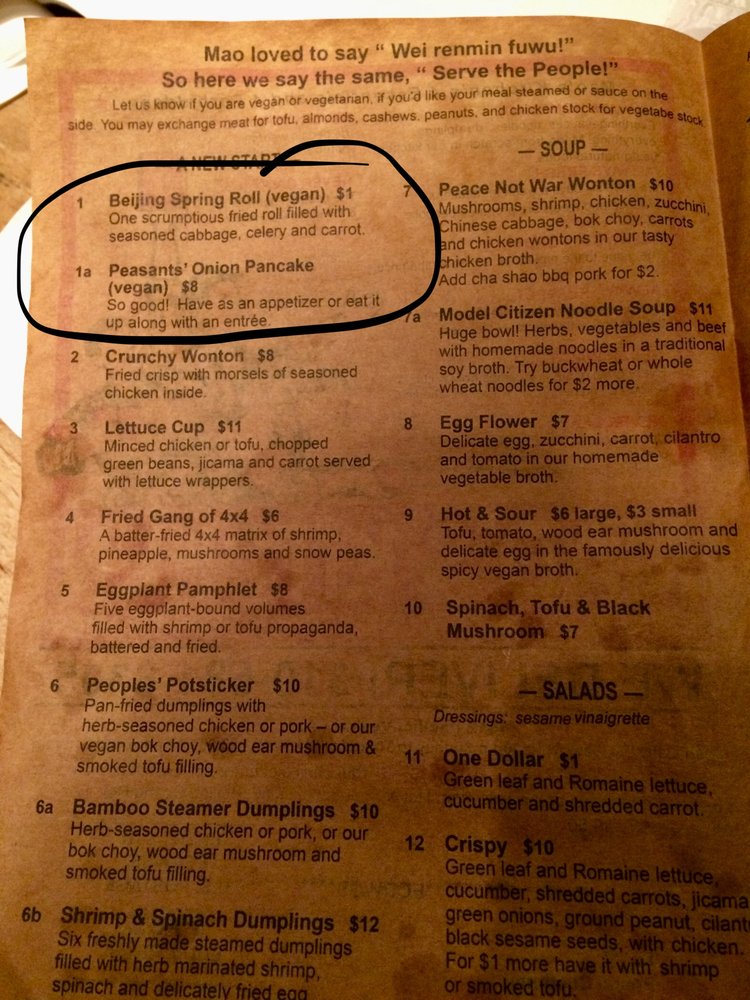 Mao loved to say “ Wei renmin fuwu!”
So here we say the same, “ Serve the People!”
Let us know if you are vegan or vegetarian, if you'd like your meal steamed or sauce on the
side. You may exchange meat for tofu, almonds, cashews, peanuts, and chicken stock for vegetabe stock.
— A NEW START —
1 Beijing Spring Roll (vegan) $1
One scrumptious fried roll filled with
seasoned cabbage, celery and carrot.
1a Peasants' Onion Pancake
(vegan) $8
So good! Have as an appetizer or eat it
up along with an entrée.
2 Crunchy Wonton $8
Fried crisp with morsels of seasoned
chicken inside.
3 Lettuce Cup $11
Minced chicken or tofu, chopped
green beans, jicama and carrot served
with lettuce wrappers.
4 Fried Gang of 4x4 $6
A batter-fried 4x4 matrix of shrimp,
pineapple, mushrooms and snow peas.
5 Eggplant Pamphlet $8
Five eggplant-bound volumes
filled with shrimp or tofu propaganda,
battered and fried.
6 Peoples' Potsticker $10
Pan-fried dumplings with
herb-seasoned chicken or pork – or our
vegan bok choy, wood ear mushroom &
smoked tofu filling.
6a Bamboo Steamer Dumplings $10
Herb-seasoned chicken or pork, or our
bok choy, wood ear mushroom and
smoked tofu filling.
6b Shrimp & Spinach Dumplings $12
Six freshly made steamed dumplings
filled with herb marinated shrimp,
spinach and delicately fried egg
— SOUP —
7 Peace Not War Wonton $10
Mushrooms, shrimp, chicken, zucchini,
Chinese cabbage, bok choy, carrots
and chicken wontons in our tasty
chicken broth.
Add cha shao bbq pork for $2.
7a Model Citizen Noodle Soup $11
Huge bowl! Herbs, vegetables and beef
with homemade noodles in a traditional
soy broth. Try buckwheat or whole
wheat noodles for $2 more.
8 Egg Flower $7
Delicate egg, zucchini, carrot, cilantro
and tomato in our homemade
vegetable broth.
9 Hot & Sour $6 large, $3 small
Tofu, tomato, wood ear mushroom and
delicate egg in the famously delicious
spicy vegan broth.
10 Spinach, Tofu & Black
Mushroom $7
— SALADS —
Dressings: sesame vinaigrette
11 One Dollar $1
Green leaf and Romaine lettuce,
cucumber and shredded carrot.
12 Crispy $10
Green leaf and Romaine lettuce,
cucumber, shredded carrots, jicama
green onions, ground peanut, cilant
black sesame seeds, with chicken.
For $1 more have it with shrimp
or smoked tofu.